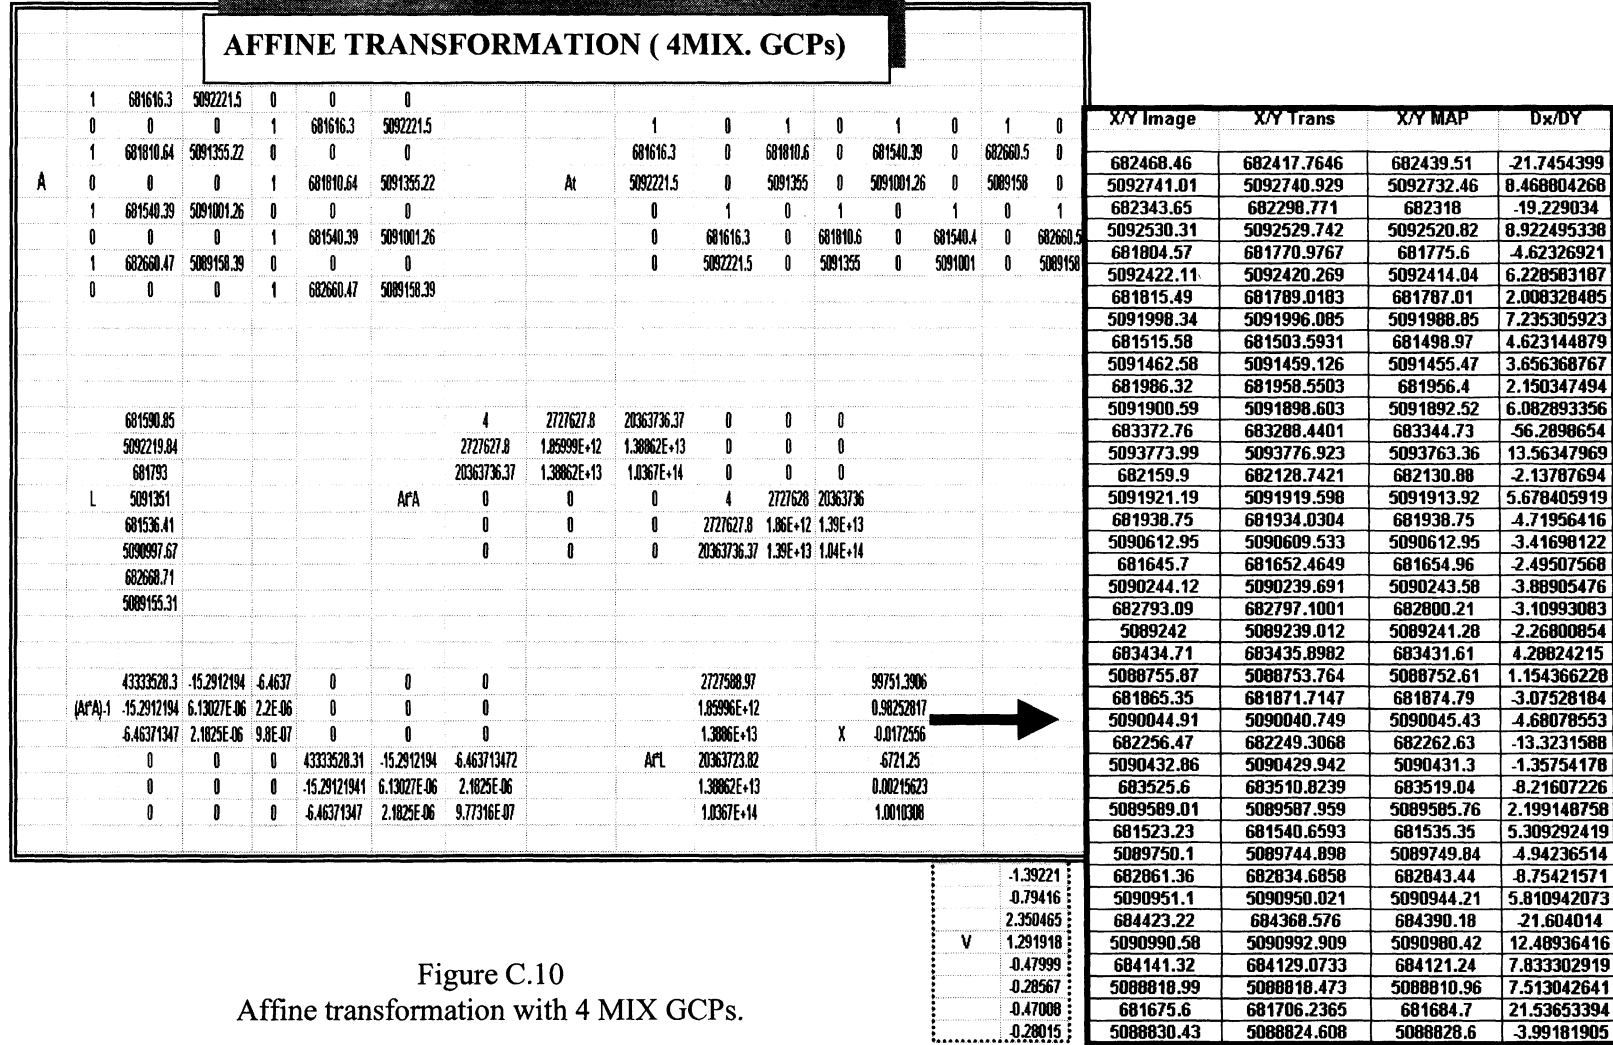 AFFINE TRANSFORMATION ( 4MIX. GCPs)
1 681616.3 5092221.5 0 0 0
0 0 0 1 681616.3 5092221.5
1 681810.64 5091355.22 0 0 0
A 0 0 0 1 681810.64 5091355.22
1 681540.39 5091001.26 0 0 0
0 0 0 1 681540.39 5091001.26
1 682660.47 5089158.39 0 0 0
0 0 0 1 682660.47 5089158.39
1 0 1 0 1 0 1 0
681616.3 0 681810.6 0 681540.39 0 682660.5 0
At 5092221.5 0 5091355 0 5091001.26 0 5089158 0
0 1 0 1 0 1 0 1
0 681616.3 0 681810.6 0 681540.4 0 682660.5
0 5092221.5 0 5091355 0 5091001 0 5089158
681590.85
5092219.84
681793
L 5091351
681536.41
5090997.67
682668.71
5089155.31
4 2727627.8 20363736.37 0 0 0
2727627.8 1.85999E+12 1.38862E+13 0 0 0
20363736.37 1.38862E+13 1.0367E+14 0 0 0
At*A 0 0 0 4 2727628 20363736
0 0 0 2727627.8 1.86E+12 1.39E+13
0 0 0 20363736.37 1.39E+13 1.04E+14
43333528.3 -15.2912194 -6.4637 0 0 0
(At*A)-1 -15.2912194 6.13027E-06 2.2E-06 0 0 0
-6.46371347 2.1825E-06 9.8E-07 0 0 0
0 0 0 43333528.31 -15.2912194 -6.463713472
0 0 0 -15.29121941 6.13027E-06 2.1825E-06
0 0 0 -6.46371347 2.1825E-06 9.77316E-07
2727588.97
1.85996E+12
1.3886E+13
At*L 20363723.82
1.38862E+13
1.0367E+14
99751.3906
0.98252817
X -0.0172556
-6721.25
0.00215623
1.0010308
X/Y Image X/Y Trans X/Y MAP Dx/DY
682468.46 682417.7646 682439.51 -21.7454399
5092741.01 5092740.929 5092732.46 8.468804268
682343.65 682298.771 682318 -19.229034
5092530.31 5092529.742 5092520.82 8.922495338
681804.57 681770.9767 681775.6 -4.62326921
5092422.11 5092420.269 5092414.04 6.228583187
681815.49 681789.0183 681787.01 2.008328485
5091998.34 5091996.085 5091988.85 7.235305923
681515.58 681503.5931 681498.97 4.623144879
5091462.58 5091459.126 5091455.47 3.656368767
681986.32 681958.5503 681956.4 2.150347494
5091900.59 5091898.603 5091892.52 6.082893356
683372.76 683288.4401 683344.73 -56.2898654
5093773.99 5093776.923 5093763.36 13.56347969
682159.9 682128.7421 682130.88 -2.13787694
5091921.19 5091919.598 5091913.92 5.678405919
681938.75 681934.0304 681938.75 -4.71956416
5090612.95 5090609.533 5090612.95 -3.41698122
681645.7 681652.4649 681654.96 -2.49507568
5090244.12 5090239.691 5090243.58 -3.88905476
682793.09 682797.1001 682800.21 -3.10993083
5089242 5089239.012 5089241.28 -2.26800854
683434.71 683435.8982 683431.61 4.28824215
5088755.87 5088753.764 5088752.61 1.154366228
681865.35 681871.7147 681874.79 -3.07528184
5090044.91 5090040.749 5090045.43 -4.68078553
682256.47 682249.3068 682262.63 -13.3231588
5090432.86 5090429.942 5090431.3 -1.35754178
683525.6 683510.8239 683519.04 -8.21607226
5089589.01 5089587.959 5089585.76 2.199148758
681523.23 681540.6593 681535.35 5.309292419
5089750.1 5089744.898 5089749.84 -4.94236514
682861.36 682834.6858 682843.44 -8.75421571
5090951.1 5090950.021 5090944.21 5.810942073
684423.22 684368.576 684390.18 -21.604014
5090990.58 5090992.909 5090980.42 12.48936416
684141.32 684129.0733 684121.24 7.833302919
5088818.99 5088818.473 5088810.96 7.513042641
681675.6 681706.2365 681684.7 21.53653394
5088830.43 5088824.608 5088828.6 -3.99181905
-1.39221
-0.79416
2.350465
V 1.291918
-0.47999
-0.28567
-0.47008
-0.28015
Figure C.10
Affine transformation with 4 MIX GCPs.